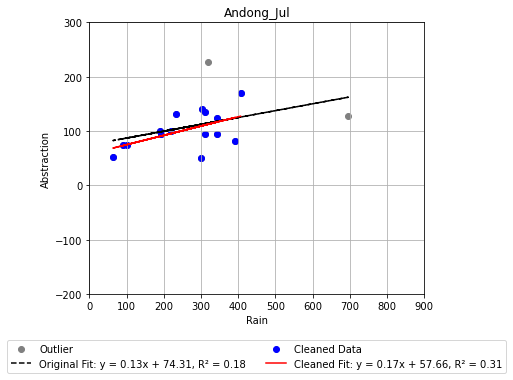 Andong_Jul
300
200
100
0
−100
−200
Abstraction
0 100 200 300 400 500 600 700 800 900
Rain
Outlier
Original Fit: y = 0.13x + 74.31, R² = 0.18
Cleaned Data
Cleaned Fit: y = 0.17x + 57.66, R² = 0.31